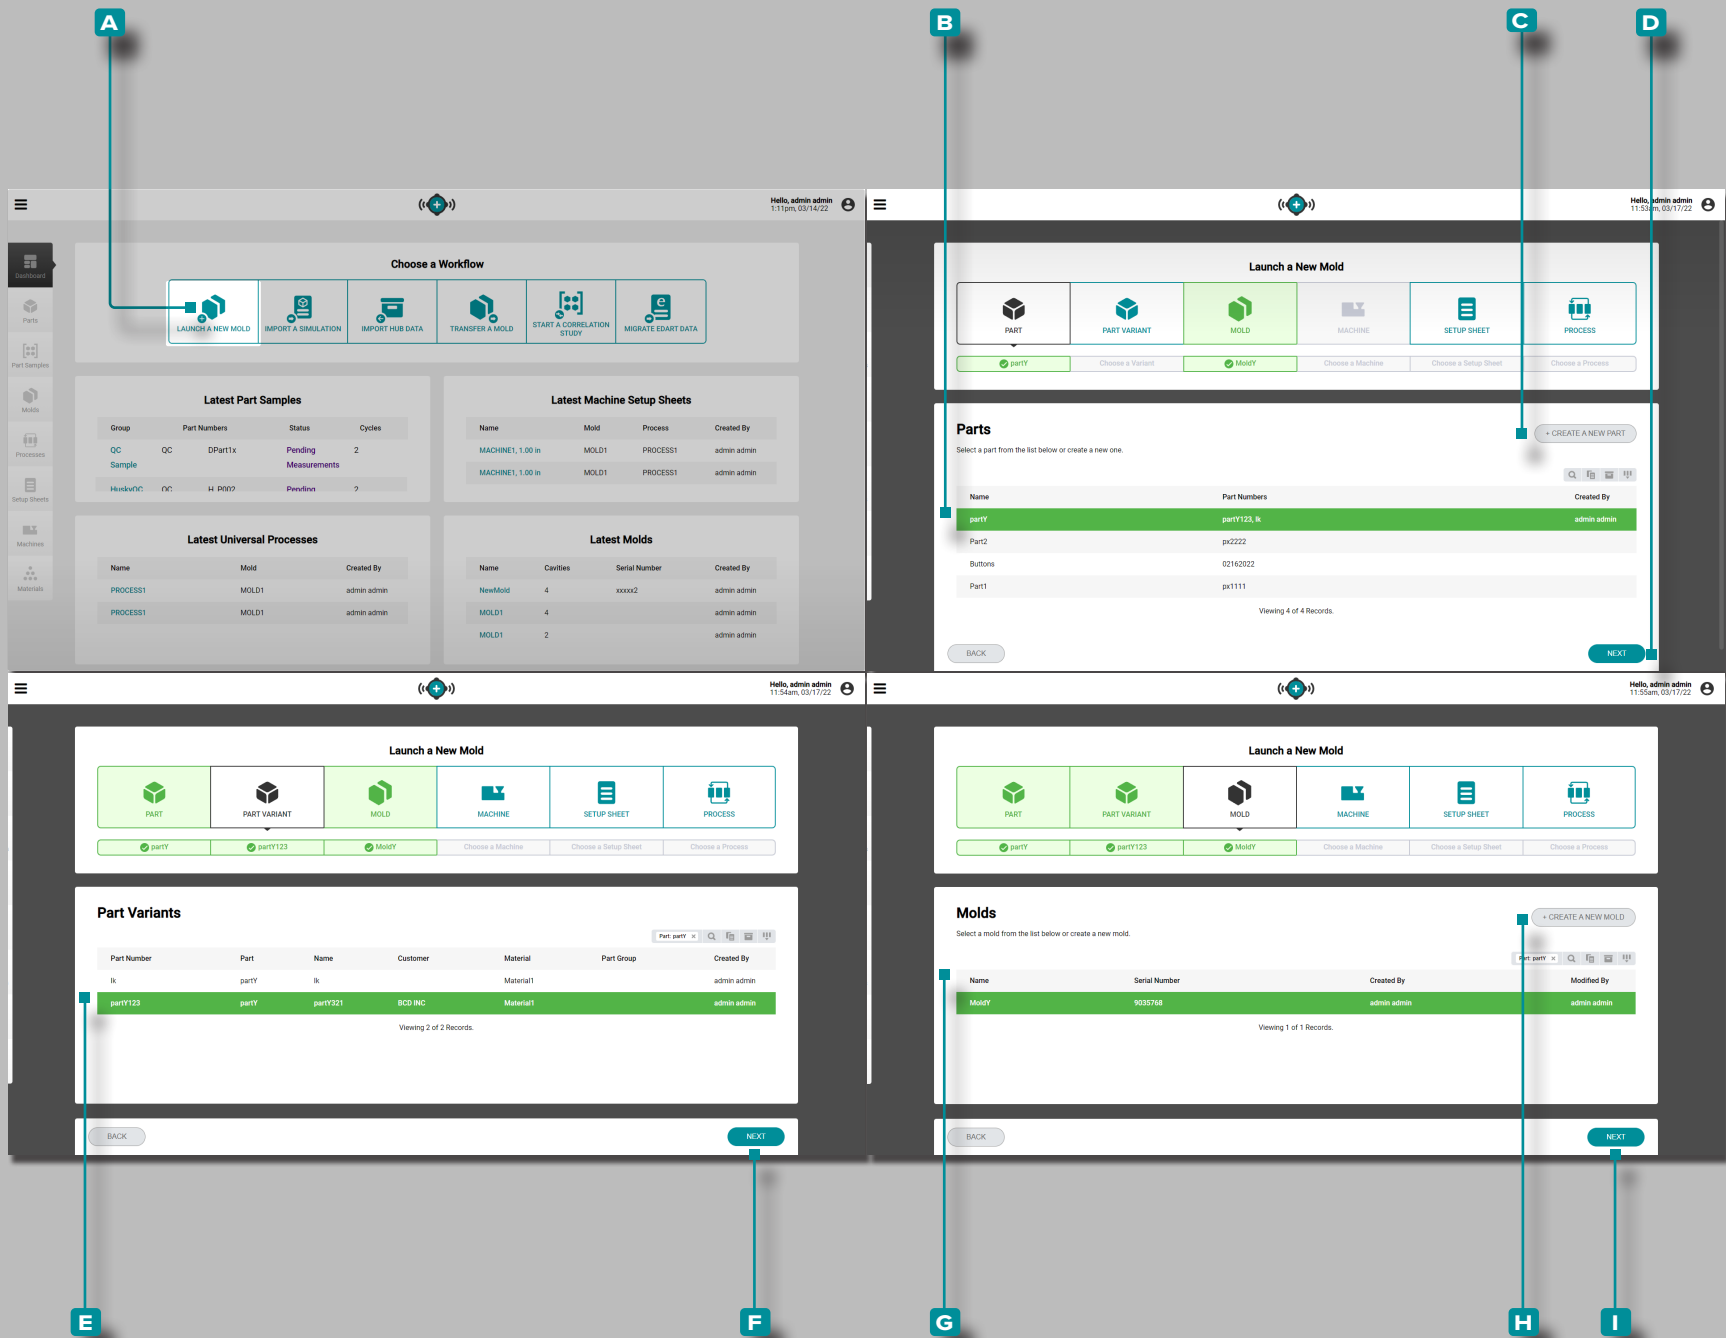 A
B
C
D
Hello, admin admin
1:11pm, 03/14/22
Dashboard
Parts
Part Samples
Molds
Processes
Setup Sheets
Machines
Materials
Choose a Workflow
LAUNCH A NEW MOLD
IMPORT A SIMULATION
IMPORT HUB DATA
TRANSFER A MOLD
START A CORRELATION
STUDY
MIGRATE EDART DATA
Latest Part Samples
Group Part Numbers Status Cycles
QC Sample QC DPart1x Pending Measurements 2
HuskyQC QC H_P002 Pending 2
Latest Machine Setup Sheets
Name Mold Process Created By
MACHINE1, 1.00 in MOLD1 PROCESS1 admin admin
MACHINE1, 1.00 in MOLD1 PROCESS1 admin admin
Latest Universal Processes
Name Mold Created By
PROCESS1 MOLD1 admin admin
PROCESS1 MOLD1 admin admin
Latest Molds
Name Cavities Serial Number Created By
NewMold 4 xxxxx2 admin admin
MOLD1 4 admin admin
MOLD1 2 admin admin
Hello, admin admin
11:53am, 03/17/22
Launch a New Mold
PART PART VARIANT MOLD MACHINE SETUP SHEET PROCESS
partY Choose a Variant MoldY Choose a Machine Choose a Setup Sheet Choose a Process
Parts
+ CREATE A NEW PART
Select a part from the list below or create a new one.
Name Part Numbers Created By
partY partY123, lk admin admin
Part2 px2222
Buttons 02162022
Part1 px1111
Viewing 4 of 4 Records.
BACK NEXT
Hello, admin admin
11:54am, 03/17/22
Launch a New Mold
PART PART VARIANT MOLD MACHINE SETUP SHEET PROCESS
partY partY123 MoldY Choose a Machine Choose a Setup Sheet Choose a Process
Part Variants
Part: partY ×
Part Number Part Name Customer Material Part Group Created By
lk partY lk Material1 admin admin
partY123 partY partY321 BCD INC Material1 admin admin
Viewing 2 of 2 Records.
BACK NEXT
Hello, admin admin
11:55am, 03/17/22
Launch a New Mold
PART PART VARIANT MOLD MACHINE SETUP SHEET PROCESS
partY partY123 MoldY Choose a Machine Choose a Setup Sheet Choose a Process
Molds
+ CREATE A NEW MOLD
Select a mold from the list below or create a new mold.
Part: partY ×
Name Serial Number Created By Modified By
MoldY 9035768 admin admin admin admin
Viewing 1 of 1 Records.
BACK NEXT
E
F
G
H
I